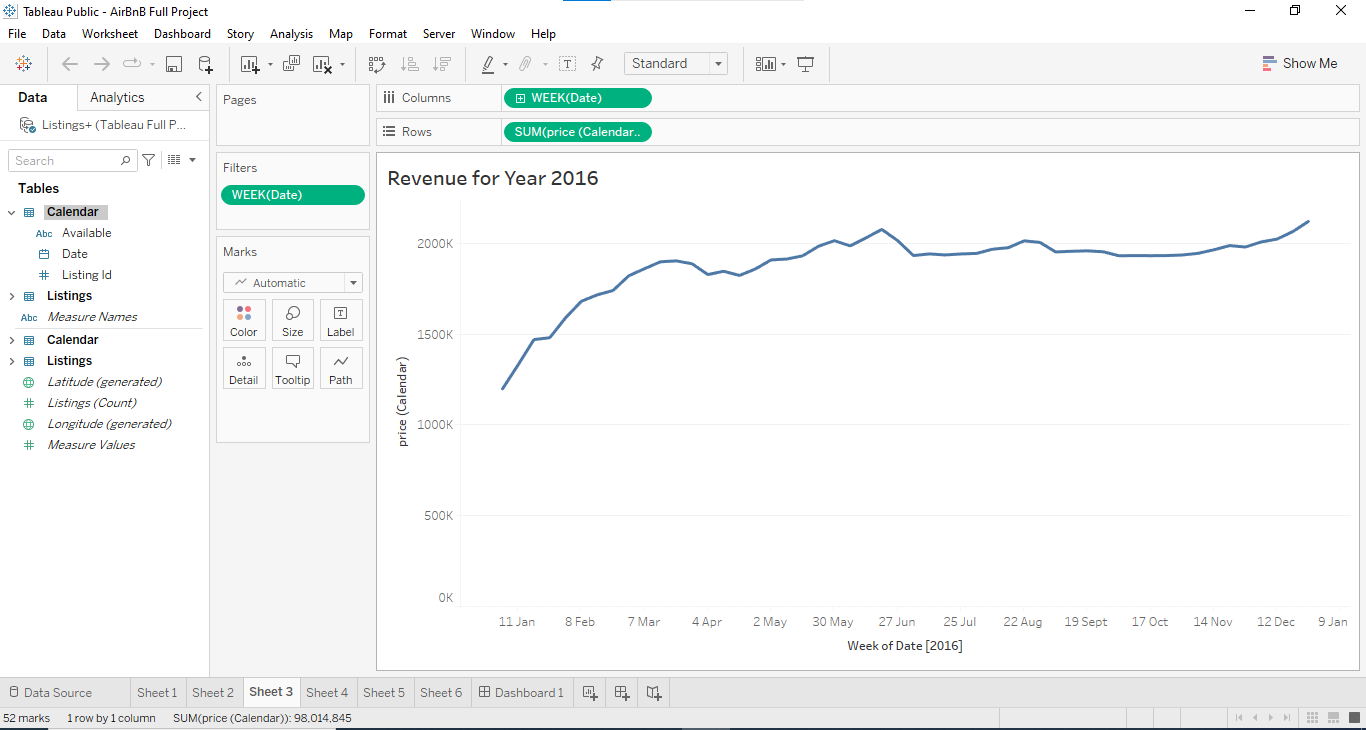 Tableau Public - AirBnB Full Project
File Data Worksheet Dashboard Story Analysis Map Format Server Window Help
Standard
Show Me
Data Analytics
Listings+ (Tableau Full P...
Search
Tables
Calendar
Abc Available
Date
Listing Id
Listings
Abc Measure Names
Calendar
Listings
Latitude (generated)
Listings (Count)
Longitude (generated)
Measure Values
Pages
Filters
WEEK(Date)
Marks
Automatic
Color Size Label
Detail Tooltip Path
Columns WEEK(Date)
Rows SUM(price (Calendar..
Revenue for Year 2016
2000K
1500K
1000K
500K
0K
price (Calendar)
11 Jan 8 Feb 7 Mar 4 Apr 2 May 30 May 27 Jun 25 Jul 22 Aug 19 Sept 17 Oct 14 Nov 12 Dec 9 Jan
Week of Date [2016]
Data Source Sheet 1 Sheet 2 Sheet 3 Sheet 4 Sheet 5 Sheet 6 Dashboard 1
52 marks 1 row by 1 column SUM(price (Calendar)): 98,014,845